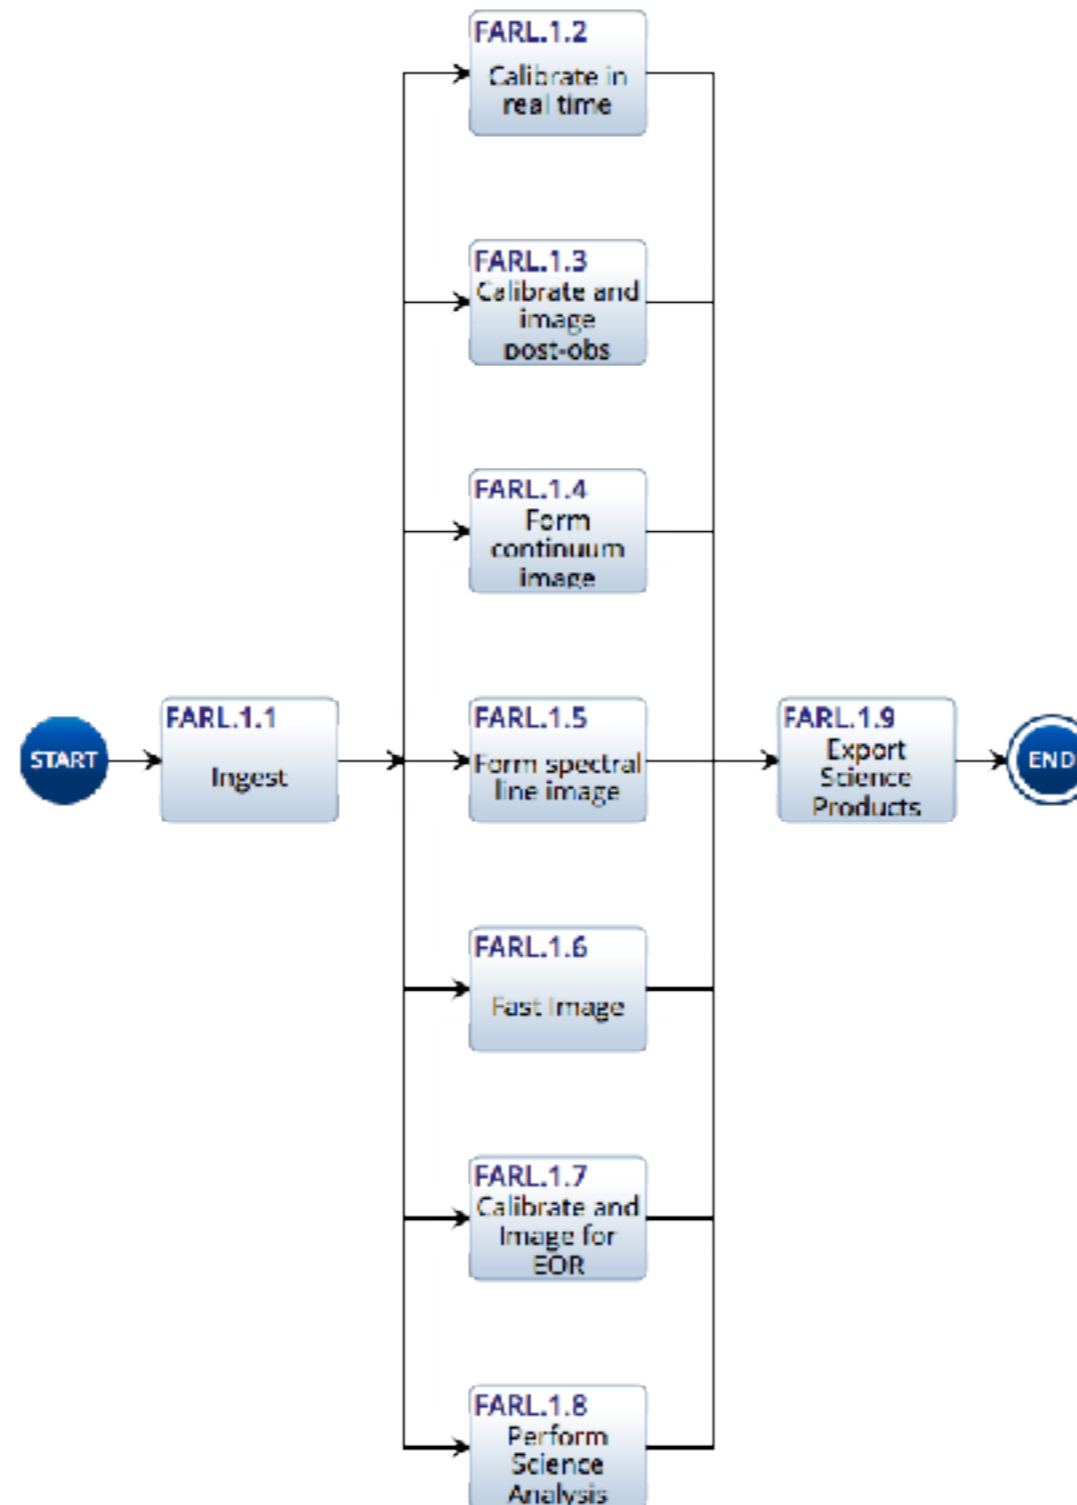 FARL.1.2
Calibrate in
real time
FARL.1.3
Calibrate and
image
post-obs
FARL.1.4
Form
continuum
image
START
FARL.1.1
Ingest
FARL.1.5
Form spectral
line image
FARL.1.9
Export
Science
Products
END
FARL.1.6
Fast Image
FARL.1.7
Calibrate and
Image for
EOR
FARL.1.8
Perform
Science
Analysis